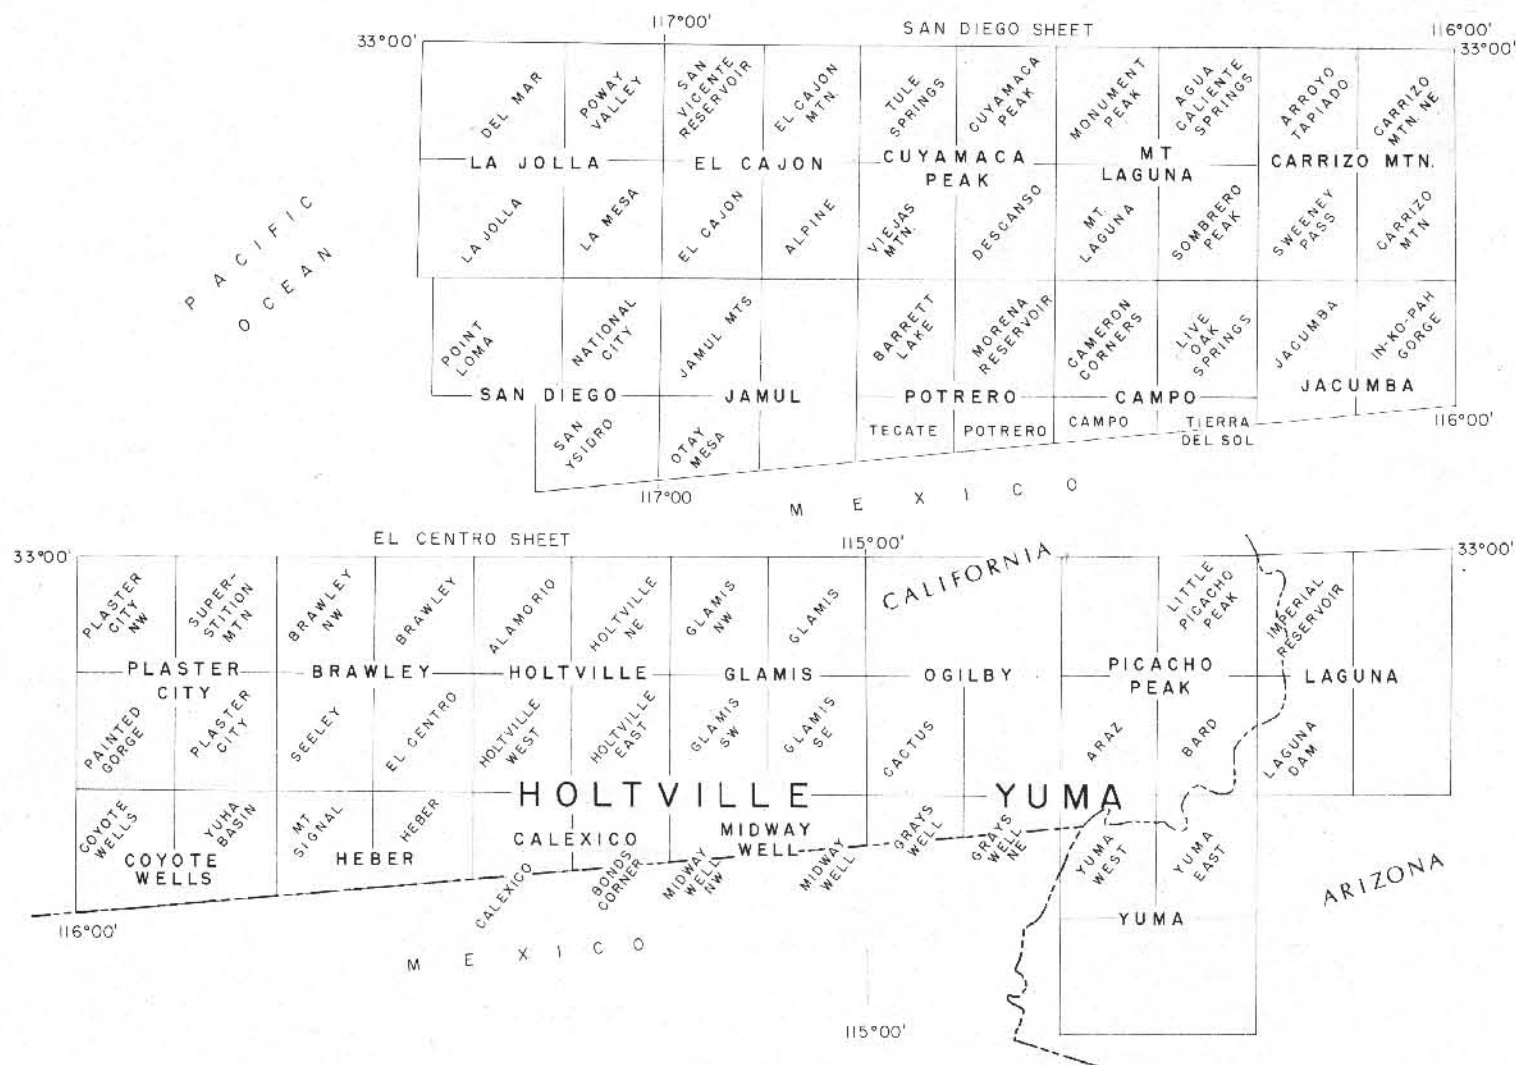 117°00'
SAN DIEGO SHEET
116°00'
33°00'
33°00'
DEL MAR
POWAY
VALLEY
SAN
VICENTE
RESERVOIR
EL CAJON
MTN.
TULE
SPRINGS
CUYAMACA
PEAK
MONUMENT
PEAK
AGUA
CALIENTE
SPRINGS
ARROYO
TAPIADO
CARRIZO
MTN. NE
LA JOLLA
EL CAJON
CUYAMACA
PEAK
MT
LAGUNA
CARRIZO MTN.
LA JOLLA
LA MESA
EL CAJON
ALPINE
VIEJAS
MTN.
DESCANSO
MT.
LAGUNA
SOMBRERO
PEAK
SWEENEY
PASS
CARRIZO
MTN
PACIFIC
OCEAN
POINT
LOMA
NATIONAL
CITY
JAMUL MTS
BARRETT
LAKE
MORENA
RESERVOIR
CAMERON
CORNERS
LIVE
OAK
SPRINGS
JACUMBA
IN-KO-PAH
GORGE
SAN DIEGO
JAMUL
POTRERO
CAMPO
JACUMBA
SAN
YSIDRO
OTAY
MESA
TECATE
POTRERO
CAMPO
TIERRA
DEL SOL
116°00'
117°00
MEXICO
EL CENTRO SHEET
115°00'
33°00'
33°00'
CALIFORNIA
PLASTER
CITY
NW
SUPER-
STITION
MTN
BRAWLEY
NW
BRAWLEY
ALAMORIO
HOLTVILLE
NE
GLAMIS
NW
GLAMIS
LITTLE
PICACHO
PEAK
IMPERIAL
RESERVOIR
PLASTER
CITY
BRAWLEY
HOLTVILLE
GLAMIS
OGILBY
PICACHO
PEAK
LAGUNA
PAINTED
GORGE
PLASTER
CITY
SEELEY
EL CENTRO
HOLTVILLE
WEST
HOLTVILLE
EAST
GLAMIS
SW
GLAMIS
SE
CACTUS
ARAZ
BARD
LAGUNA
DAM
HOLTVILLE
YUMA
COYOTE
WELLS
YUHA
BASIN
MT
SIGNAL
HEBER
CALEXICO
MIDWAY
WELL
GRAYS
WELL
GRAYS
WELL
NE
YUMA
WEST
YUMA
EAST
COYOTE
WELLS
HEBER
CALEXICO
BONDS
CORNER
MIDWAY
WELL
NW
MIDWAY
WELL
ARIZONA
YUMA
116°00'
MEXICO
115°00'